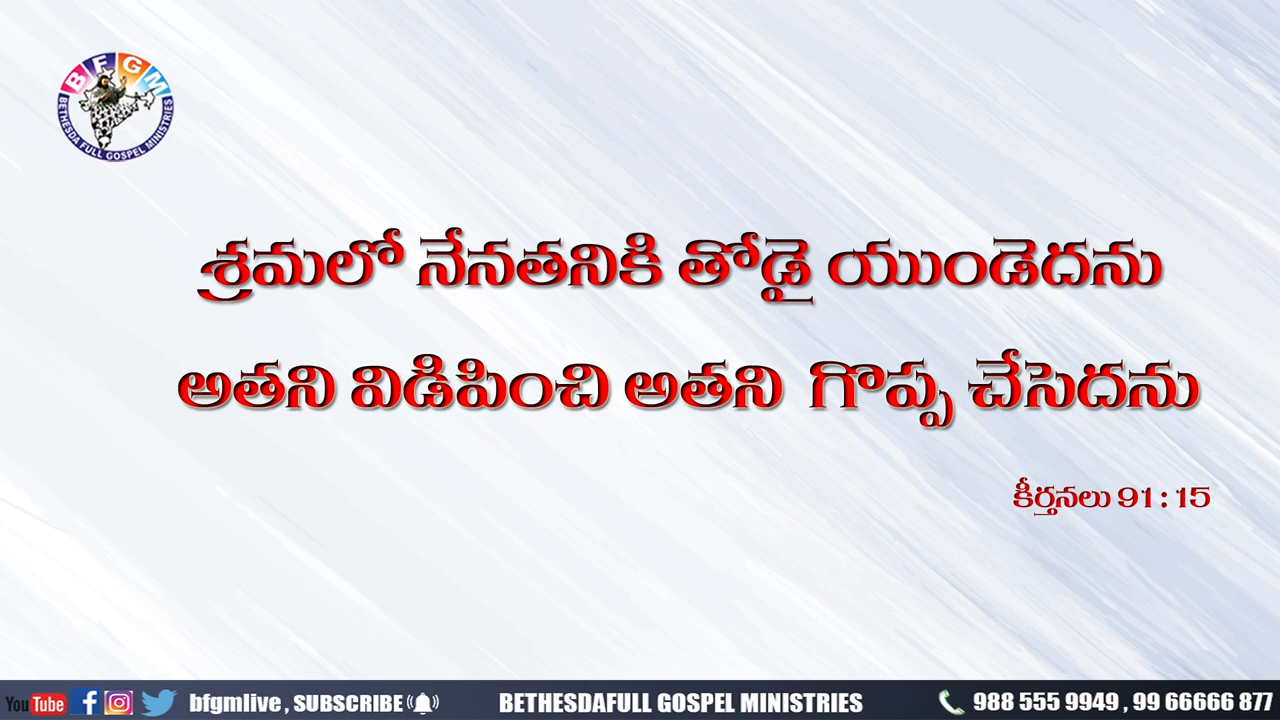 BFGM
BETHESDA FULL GOSPEL MINISTRIES
శ్రమలో నేనతనికి తోడై యుండెదను
అతని విడిపించి అతని గొప్ప చేసెదను
కీర్తనలు 91 : 15
YouTube bfgmlive , SUBSCRIBE BETHESDAFULL GOSPEL MINISTRIES 988 555 9949 , 99 66666 877